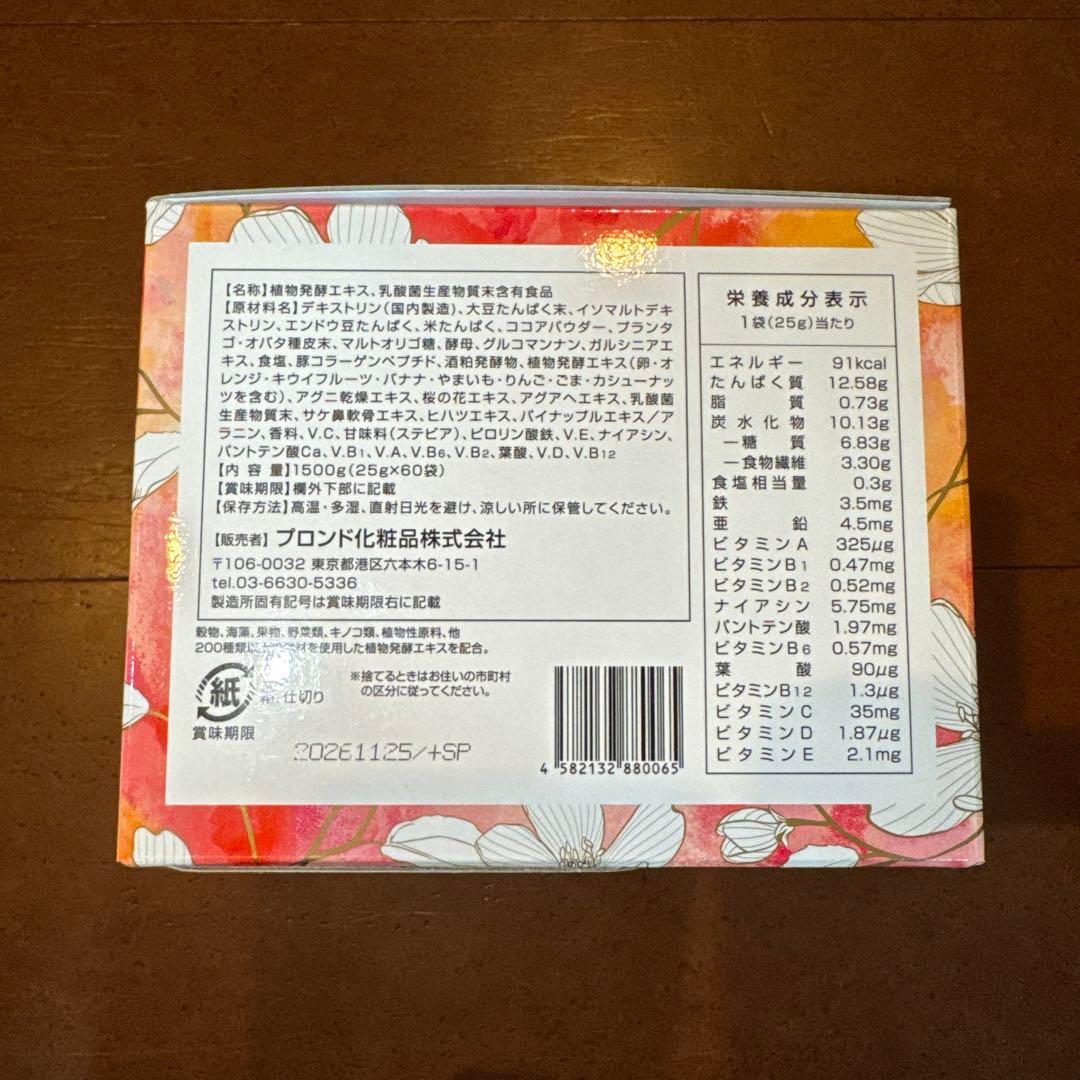 【名称】植物発酵エキス、乳酸菌生産物質末含有食品
【原材料名】デキストリン(国内製造)、大豆たんぱく末、イソマルトデキ
ストリン、エンドウ豆たんぱく、米たんぱく、ココアパウダー、プランタ
ゴ・オバタ種皮末、マルトオリゴ糖、酵母、グルコマンナン、ガルシニアエ
キス、食塩、豚コラーゲンペプチド、酒粕発酵物、植物発酵エキス(卵・オ
レンジ・キウイフルーツ・バナナ・やまいも・りんご・ごま・カシューナッ
ツを含む)、アグニ乾燥エキス、桜の花エキス、アグアヘエキス、乳酸菌
生産物質末、サケ鼻軟骨エキス、ヒハツエキス、パイナップルエキス/ア
ラニン、香料、V.C、甘味料(ステビア)、ピロリン酸鉄、V.E、ナイアシン、
パントテン酸Ca、V.B1、V.A、V.B6、V.B2、葉酸、V.D、V.B12
【内 容 量】1500g(25g×60袋)
【賞味期限】欄外下部に記載
【保存方法】高温・多湿、直射日光を避け、涼しい所に保管してください。
【販売者】プロンド化粧品株式会社
〒106-0032 東京都港区六本木6-15-1
tel.03-6630-5336
製造所固有記号は賞味期限右に記載
穀物、海藻、果物、野菜類、キノコ類、植物性原料、他
200種類以上の素材を使用した植物発酵エキスを配合。
紙
箱・仕切り
※捨てるときはお住いの市町村
の区分に従ってください。
賞味期限
20261125/+SP
4 582132 880065
栄養成分表示
1袋(25g)当たり
エネルギー 91kcal
たんぱく質 12.58g
脂質 0.73g
炭水化物 10.13g
―糖質 6.83g
―食物繊維 3.30g
食塩相当量 0.3g
鉄 3.5mg
亜鉛 4.5mg
ビタミンA 325μg
ビタミンB1 0.47mg
ビタミンB2 0.52mg
ナイアシン 5.75mg
パントテン酸 1.97mg
ビタミンB6 0.57mg
葉酸 90μg
ビタミンB12 1.3μg
ビタミンC 35mg
ビタミンD 1.87μg
ビタミンE 2.1mg